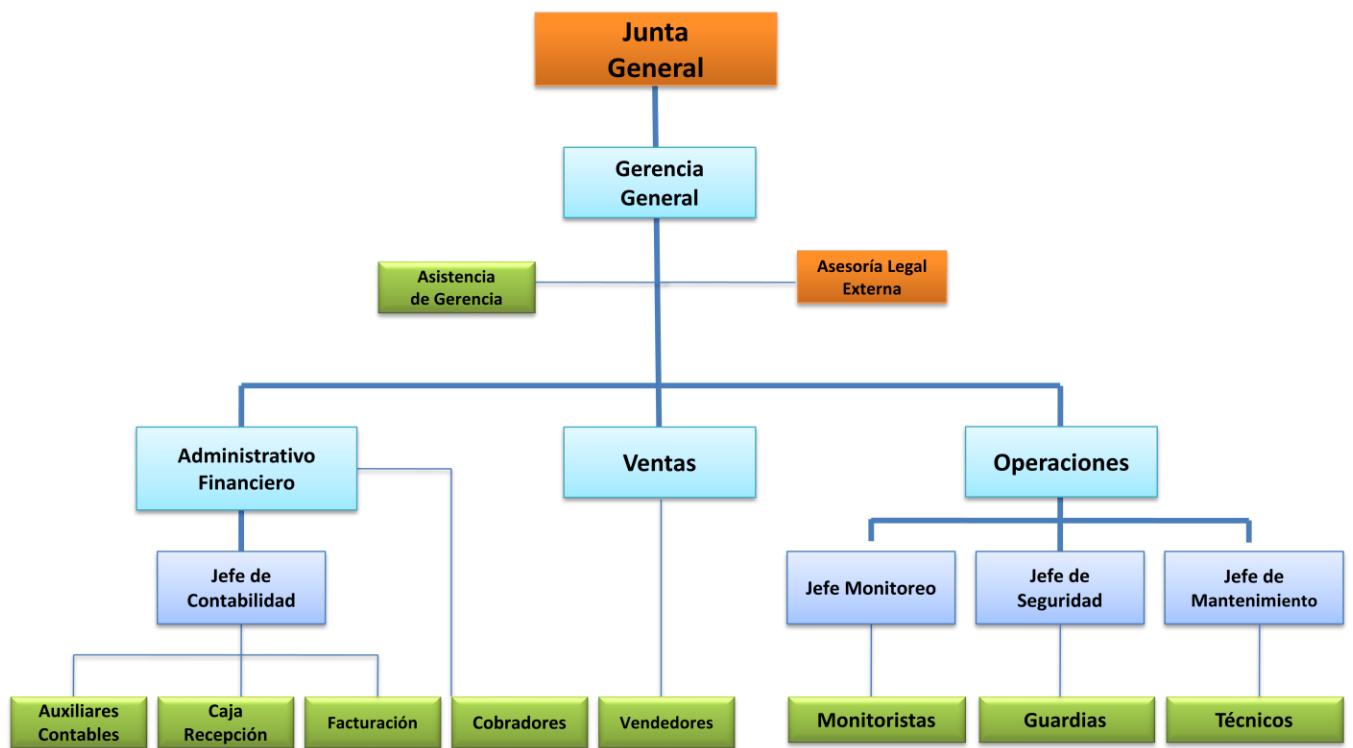 Junta
General
Gerencia
General
Asistencia
de Gerencia
Asesoría Legal
Externa
Administrativo
Financiero
Ventas
Operaciones
Jefe de
Contabilidad
Jefe Monitoreo
Jefe de
Seguridad
Jefe de
Mantenimiento
Auxiliares
Contables
Caja
Recepción
Facturación
Cobradores
Vendedores
Monitoristas
Guardias
Técnicos